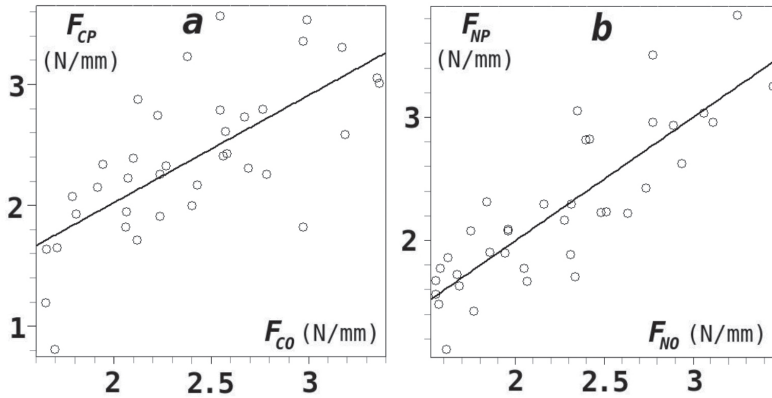 F_CP a
(N/mm)
3
2
1
F_CO (N/mm)
2 2.5 3
F_NP b
(N/mm)
3
2
F_NO (N/mm)
2 2.5 3